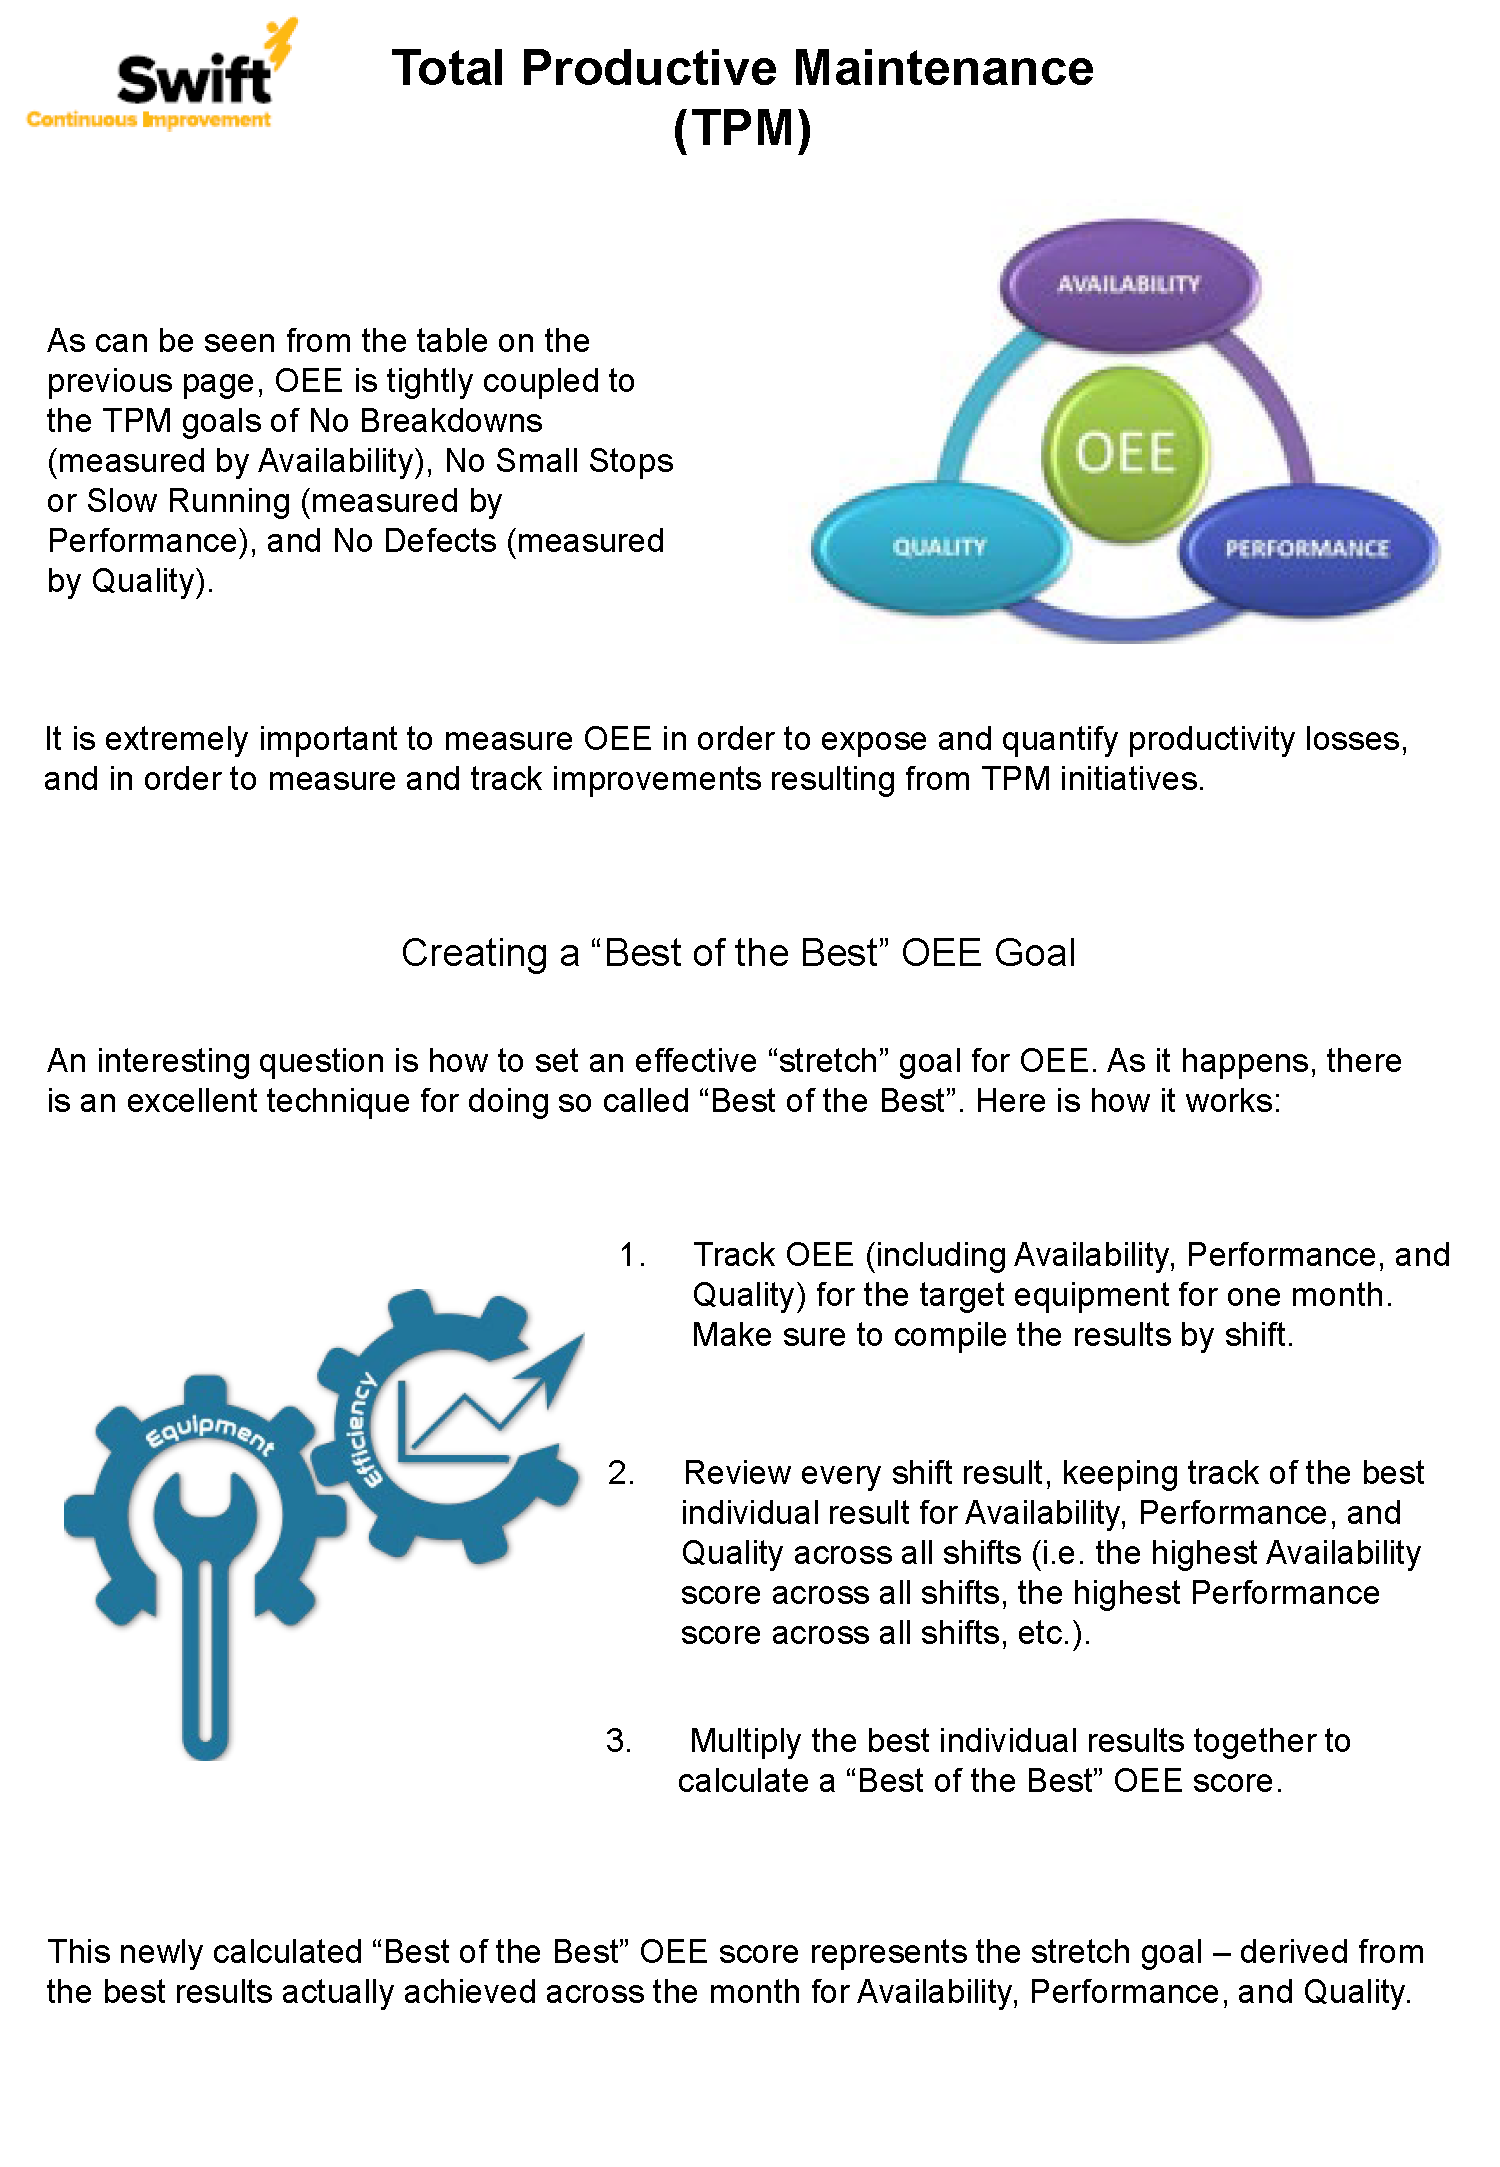 Swift
Continuous Improvement
Total Productive Maintenance
(TPM)
AVAILABILITY
OEE
QUALITY
PERFORMANCE
As can be seen from the table on the
previous page, OEE is tightly coupled to
the TPM goals of No Breakdowns
(measured by Availability), No Small Stops
or Slow Running (measured by
Performance), and No Defects (measured
by Quality).
It is extremely important to measure OEE in order to expose and quantify productivity losses,
and in order to measure and track improvements resulting from TPM initiatives.
Creating a “Best of the Best” OEE Goal
An interesting question is how to set an effective “stretch” goal for OEE. As it happens, there
is an excellent technique for doing so called “Best of the Best”. Here is how it works:
Equipment
Efficiency
1. Track OEE (including Availability, Performance, and
Quality) for the target equipment for one month.
Make sure to compile the results by shift.
2. Review every shift result, keeping track of the best
individual result for Availability, Performance, and
Quality across all shifts (i.e. the highest Availability
score across all shifts, the highest Performance
score across all shifts, etc.).
3. Multiply the best individual results together to
calculate a “Best of the Best” OEE score.
This newly calculated “Best of the Best” OEE score represents the stretch goal – derived from
the best results actually achieved across the month for Availability, Performance, and Quality.